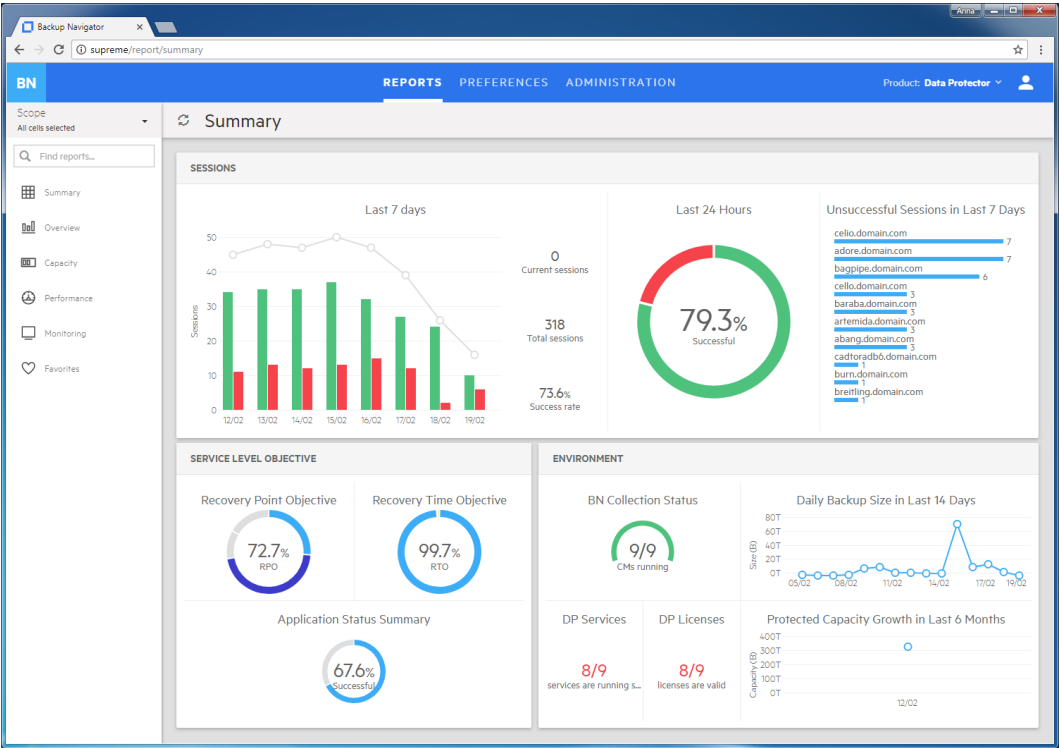 Anna
Backup Navigator
supreme/report/summary
BN
REPORTS PREFERENCES ADMINISTRATION
Product: Data Protector
Scope
All cells selected
Summary
Find reports...
Summary
Overview
Capacity
Performance
Monitoring
Favorites
SESSIONS
Last 7 days
Sessions
50
40
30
20
10
0
12/02 13/02 14/02 15/02 16/02 17/02 18/02 19/02
0
Current sessions
318
Total sessions
73.6%
Success rate
Last 24 Hours
79.3%
Successful
Unsuccessful Sessions in Last 7 Days
celio.domain.com
7
adore.domain.com
7
bagpipe.domain.com
6
cello.domain.com
3
baraba.domain.com
3
artemida.domain.com
3
abang.domain.com
3
cadtoradb6.domain.com
1
burn.domain.com
1
breitling.domain.com
1
SERVICE LEVEL OBJECTIVE
Recovery Point Objective
72.7%
RPO
Recovery Time Objective
99.7%
RTO
Application Status Summary
67.6%
Successful
ENVIRONMENT
BN Collection Status
9/9
CMs running
Daily Backup Size in Last 14 Days
Size (B)
80T
60T
40T
20T
0T
05/02 08/02 11/02 14/02 17/02 19/02
DP Services
8/9
services are running s...
DP Licenses
8/9
licenses are valid
Protected Capacity Growth in Last 6 Months
Capacity (B)
400T
300T
200T
100T
0T
12/02